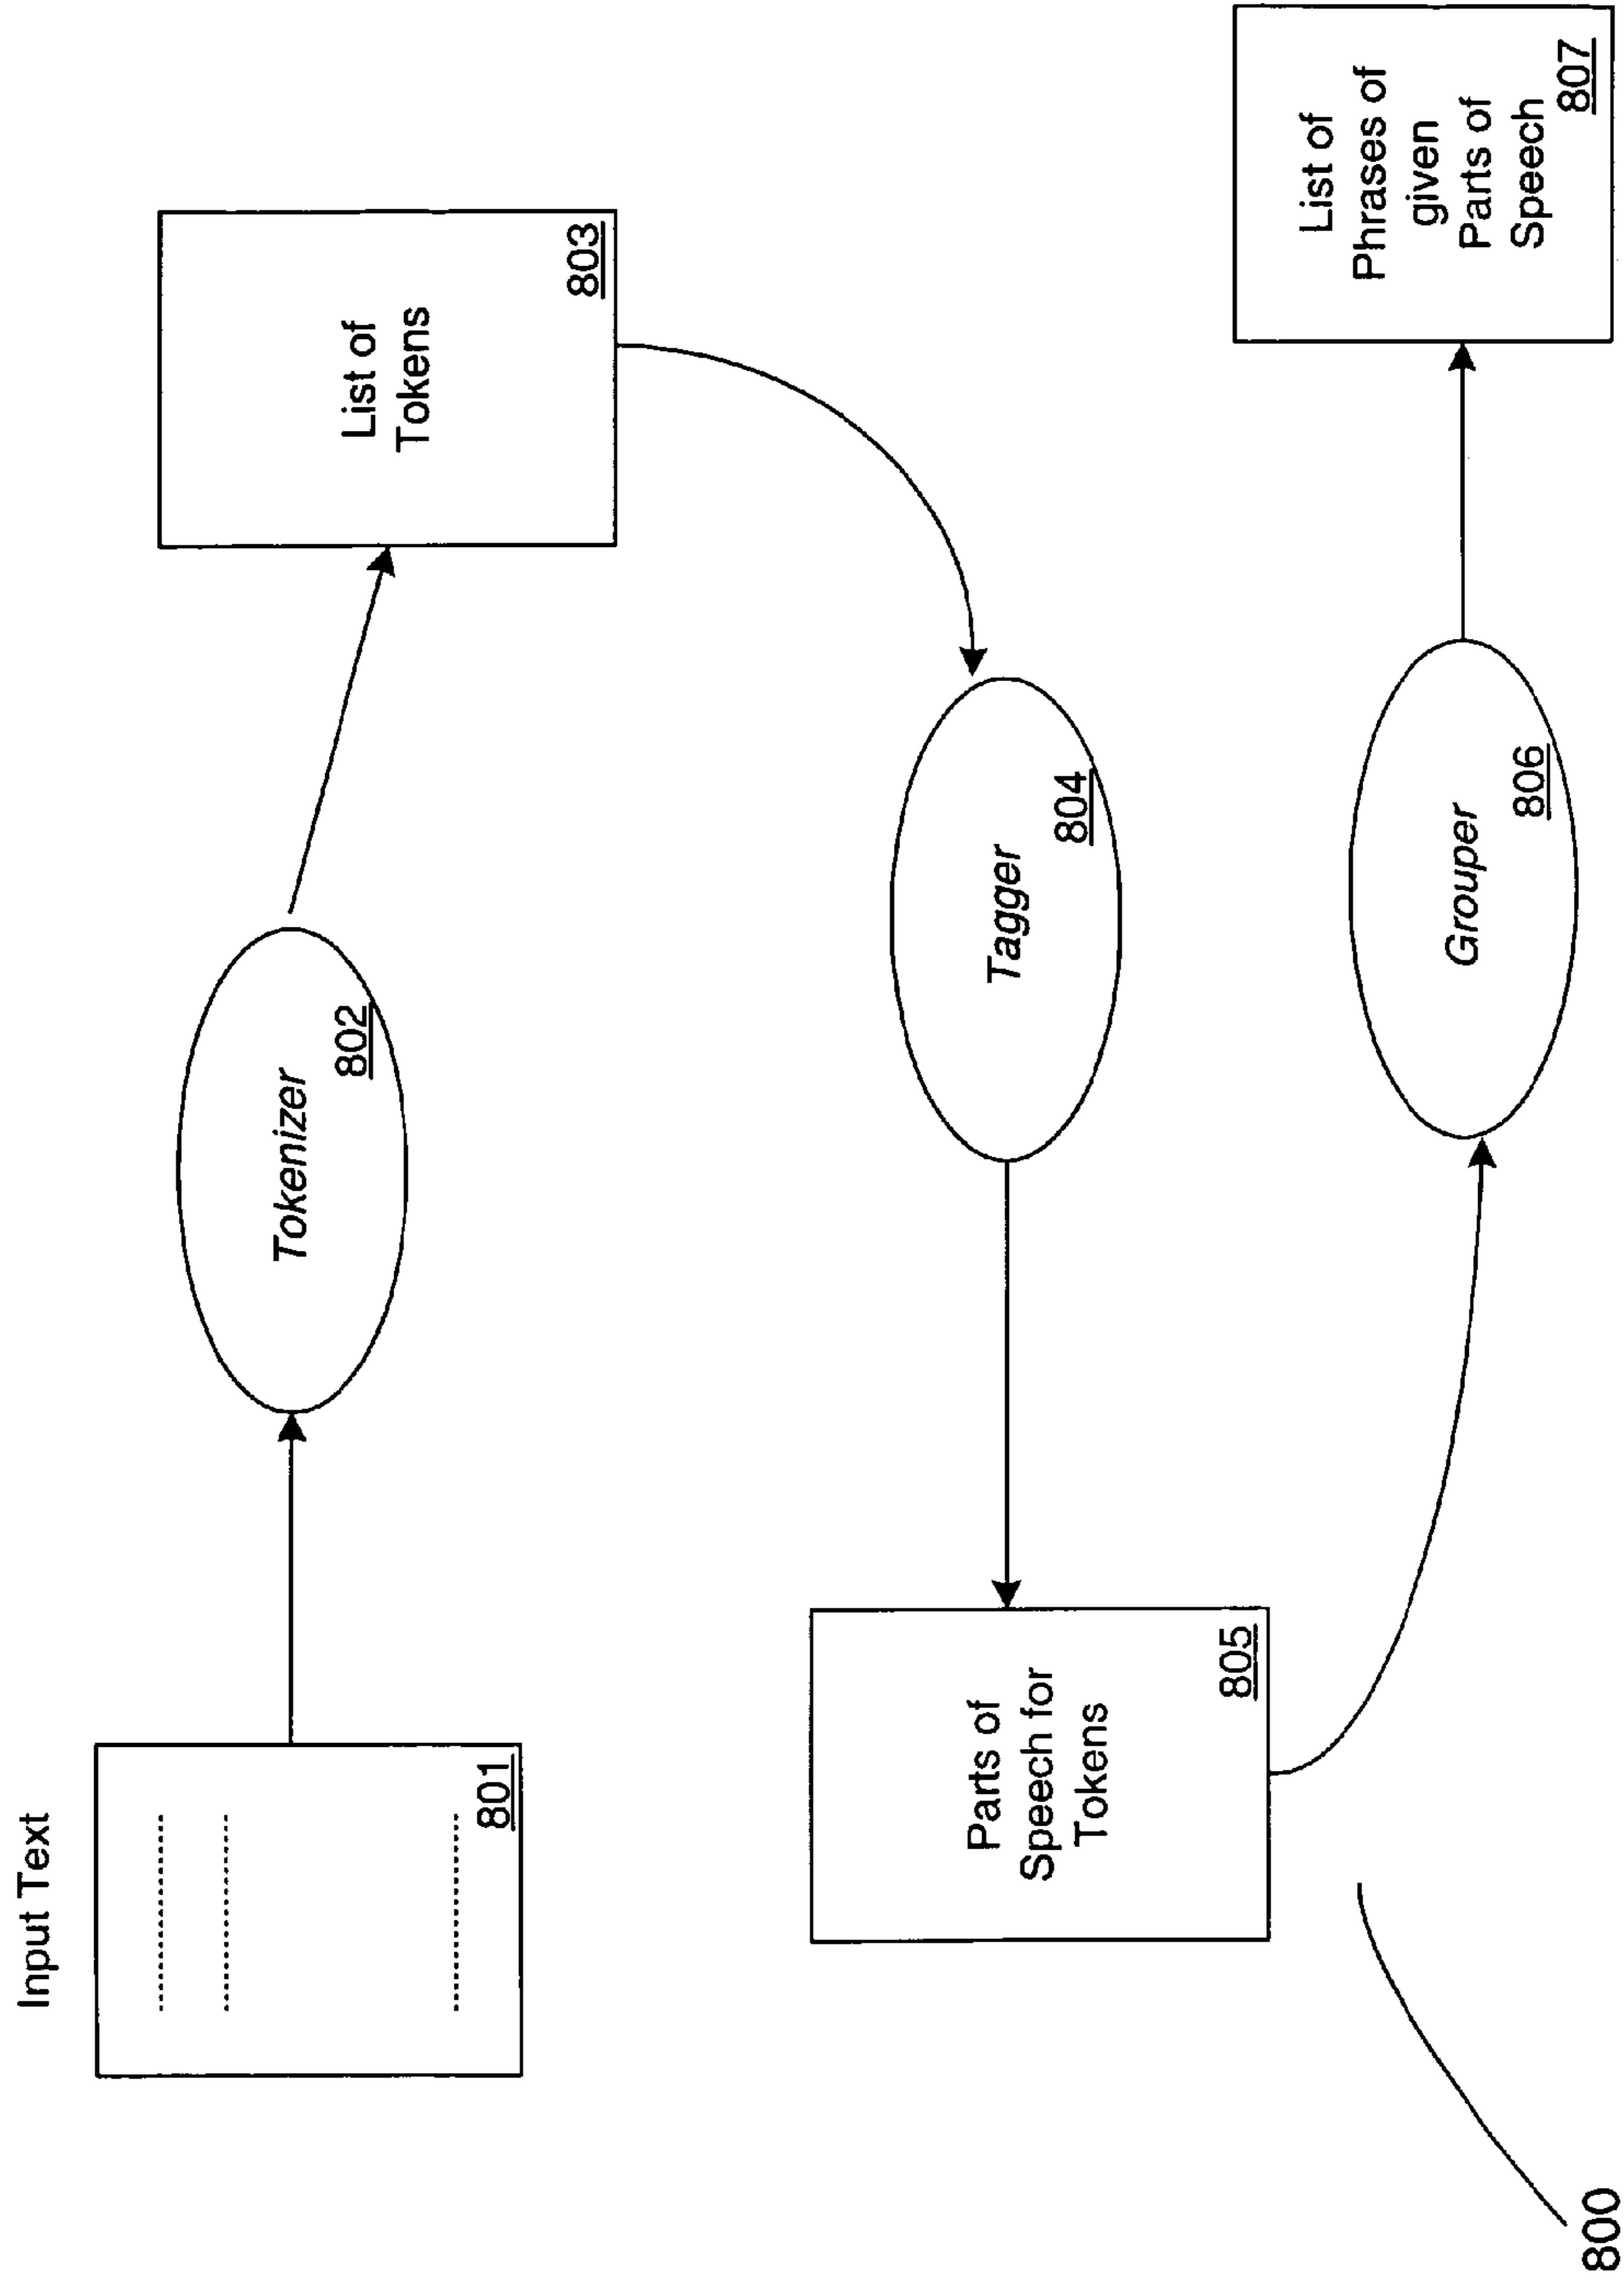 Input Text
801
Tokenizer
802
List of
Tokens
803
Tagger
804
Parts of
Speech for
Tokens
805
Grouper
806
List of
Phrases of
given
Parts of
Speech
807
800